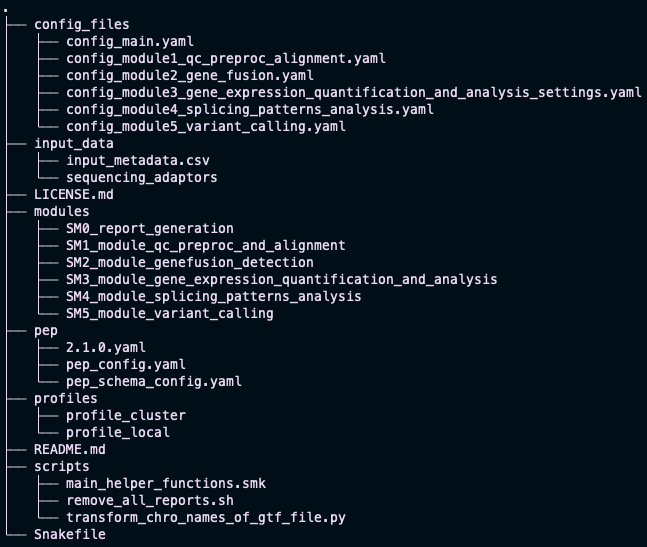 .
├── config_files
│   ├── config_main.yaml
│   ├── config_module1_qc_preproc_alignment.yaml
│   ├── config_module2_gene_fusion.yaml
│   ├── config_module3_gene_expression_quantification_and_analysis_settings.yaml
│   ├── config_module4_splicing_patterns_analysis.yaml
│   └── config_module5_variant_calling.yaml
├── input_data
│   ├── input_metadata.csv
│   └── sequencing_adaptors
├── LICENSE.md
├── modules
│   ├── SM0_report_generation
│   ├── SM1_module_qc_preproc_and_alignment
│   ├── SM2_module_genefusion_detection
│   ├── SM3_module_gene_expression_quantification_and_analysis
│   ├── SM4_module_splicing_patterns_analysis
│   └── SM5_module_variant_calling
├── pep
│   ├── 2.1.0.yaml
│   ├── pep_config.yaml
│   └── pep_schema_config.yaml
├── profiles
│   ├── profile_cluster
│   └── profile_local
├── README.md
├── scripts
│   ├── main_helper_functions.smk
│   ├── remove_all_reports.sh
│   └── transform_chro_names_of_gtf_file.py
└── Snakefile